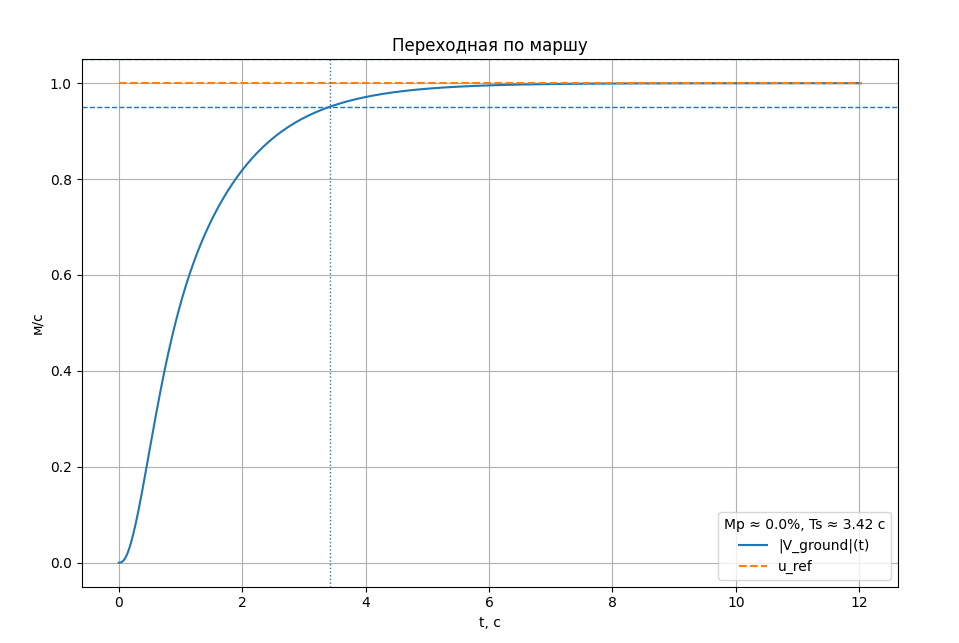 Переходная по маршу
м/с
1.0
0.8
0.6
0.4
0.2
0.0
Mp ≈ 0.0%, Ts ≈ 3.42 с
|V_ground|(t)
u_ref
0 2 4 6 8 10 12
t, с